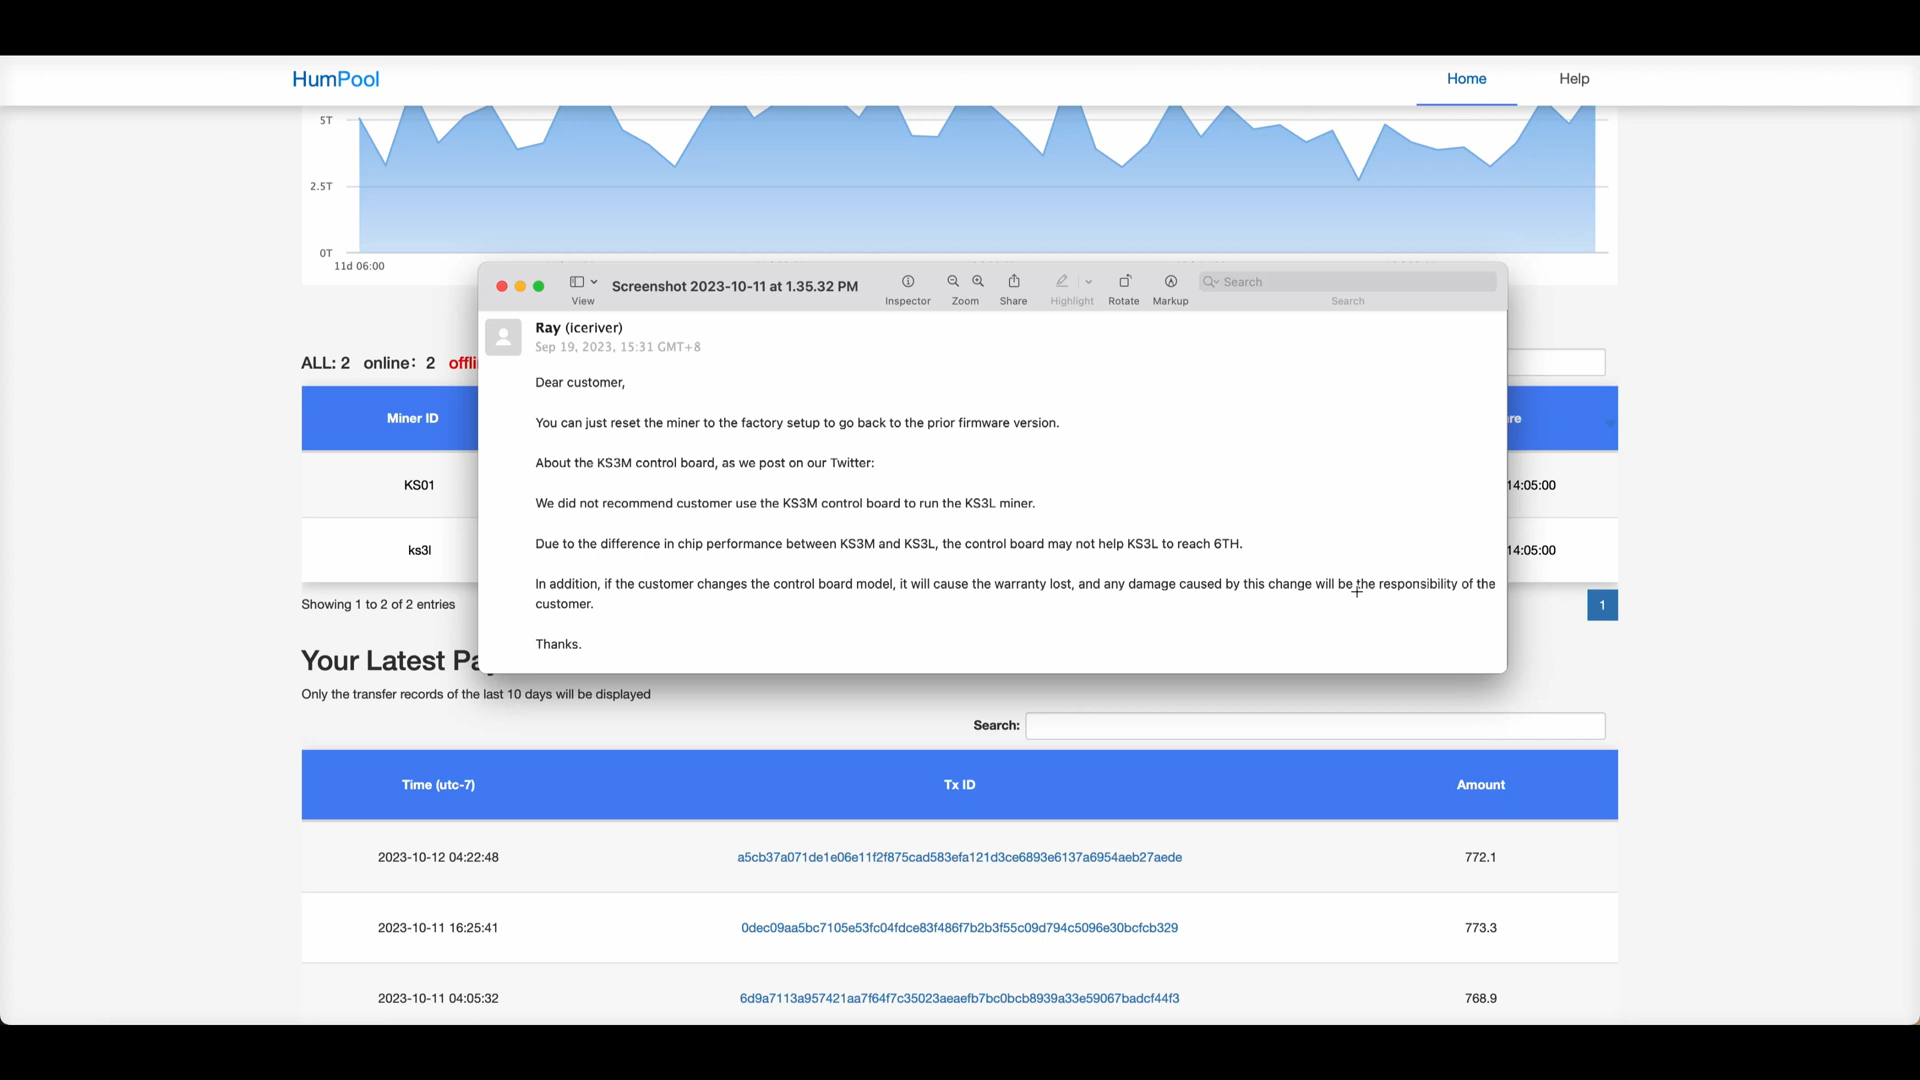 HumPool
Home
Help
5T
2.5T
0T
11d 06:00
Screenshot 2023-10-11 at 1.35.32 PM
View
Inspector
Zoom
Share
Highlight
Rotate
Markup
Search
Search
Ray (iceriver)
Sep 19, 2023, 15:31 GMT+8
Dear customer,
You can just reset the miner to the factory setup to go back to the prior firmware version.
About the KS3M control board, as we post on our Twitter:
We did not recommend customer use the KS3M control board to run the KS3L miner.
Due to the difference in chip performance between KS3M and KS3L, the control board may not help KS3L to reach 6TH.
In addition, if the customer changes the control board model, it will cause the warranty lost, and any damage caused by this change will be the responsibility of the
customer.
Thanks.
ALL: 2 online: 2 offli
Miner ID
re
KS01
14:05:00
ks3l
14:05:00
Showing 1 to 2 of 2 entries
1
Your Latest Pa
Only the transfer records of the last 10 days will be displayed
Search:
Time (utc-7)
Tx ID
Amount
2023-10-12 04:22:48
a5cb37a071de1e06e11f2f875cad583efa121d3ce6893e6137a6954aeb27aede
772.1
2023-10-11 16:25:41
0dec09aa5bc7105e53fc04fdce83f486f7b2b3f55c09d794c5096e30bcfcb329
773.3
2023-10-11 04:05:32
6d9a7113a957421aa7f64f7c35023aeaefb7bc0bcb8939a33e59067badcf44f3
768.9